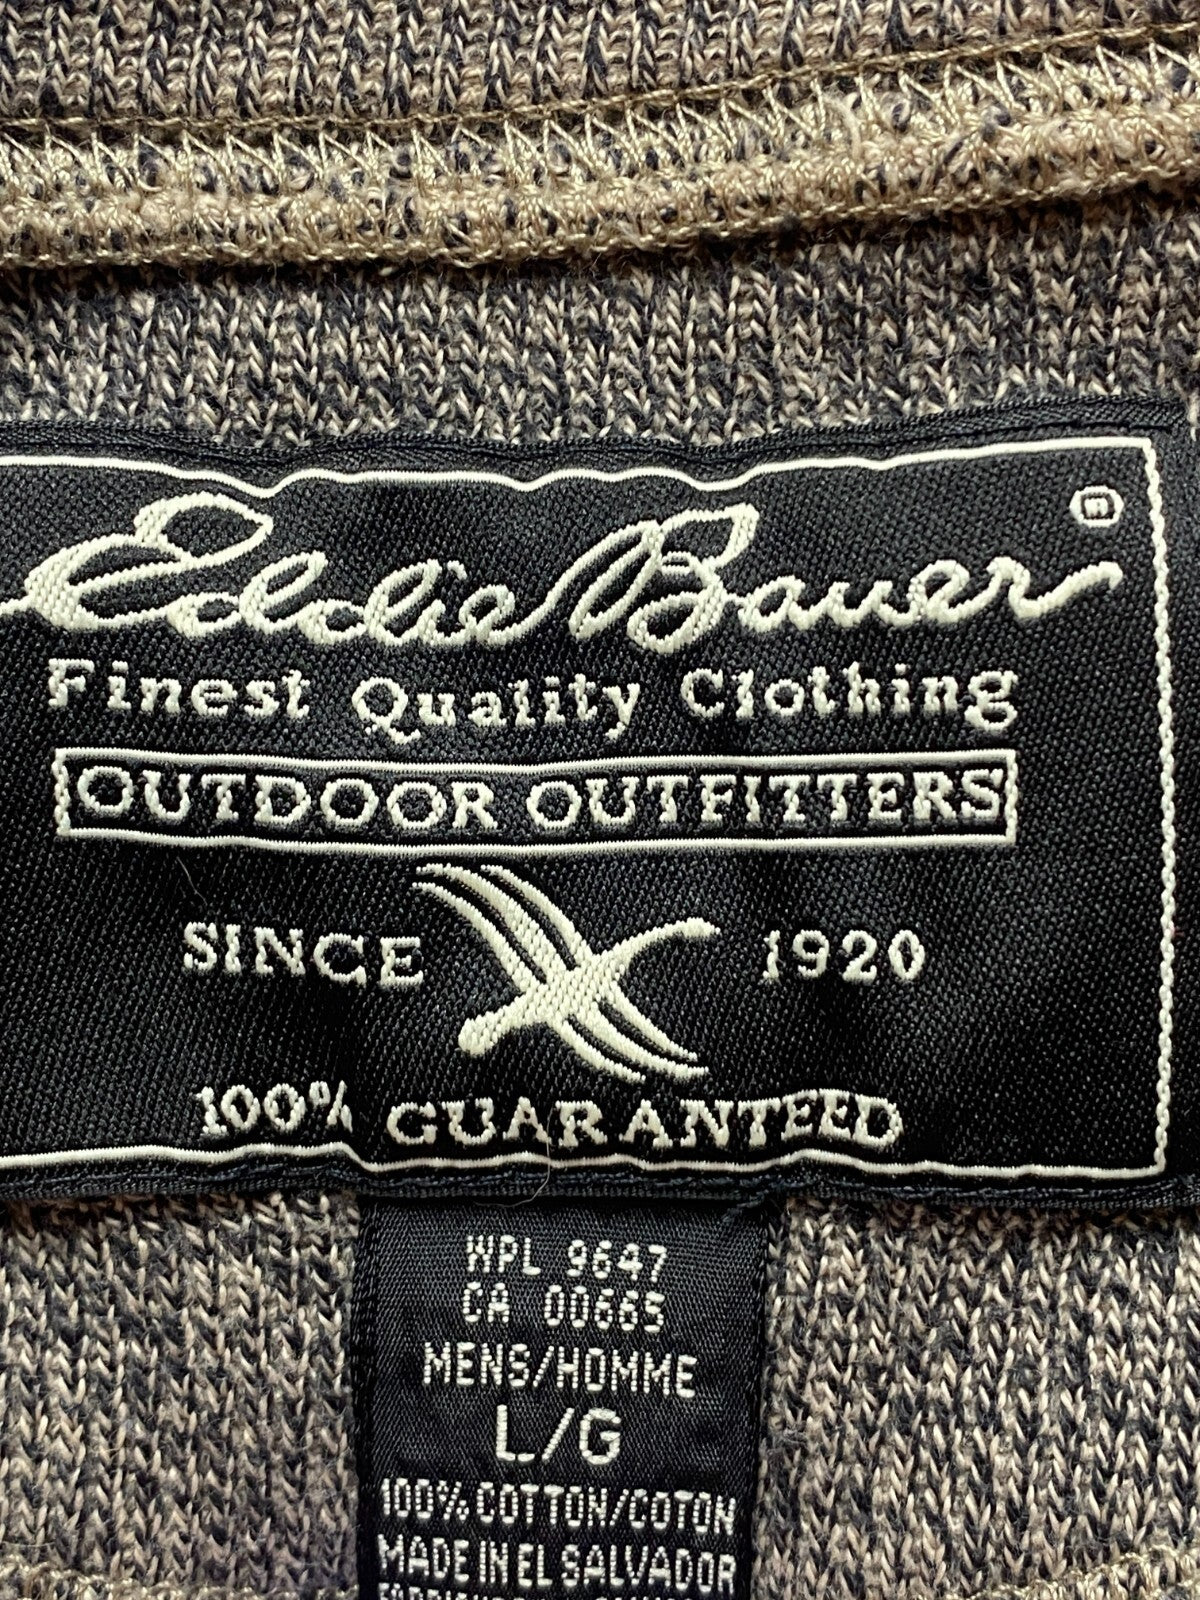 Eddie Bauer ®
Finest Quality Clothing
OUTDOOR OUTFITTERS
SINCE 1920
100% GUARANTEED
WPL 9647
CA 00665
MENS/HOMME
L/G
100% COTTON/COTON
MADE IN EL SALVADOR